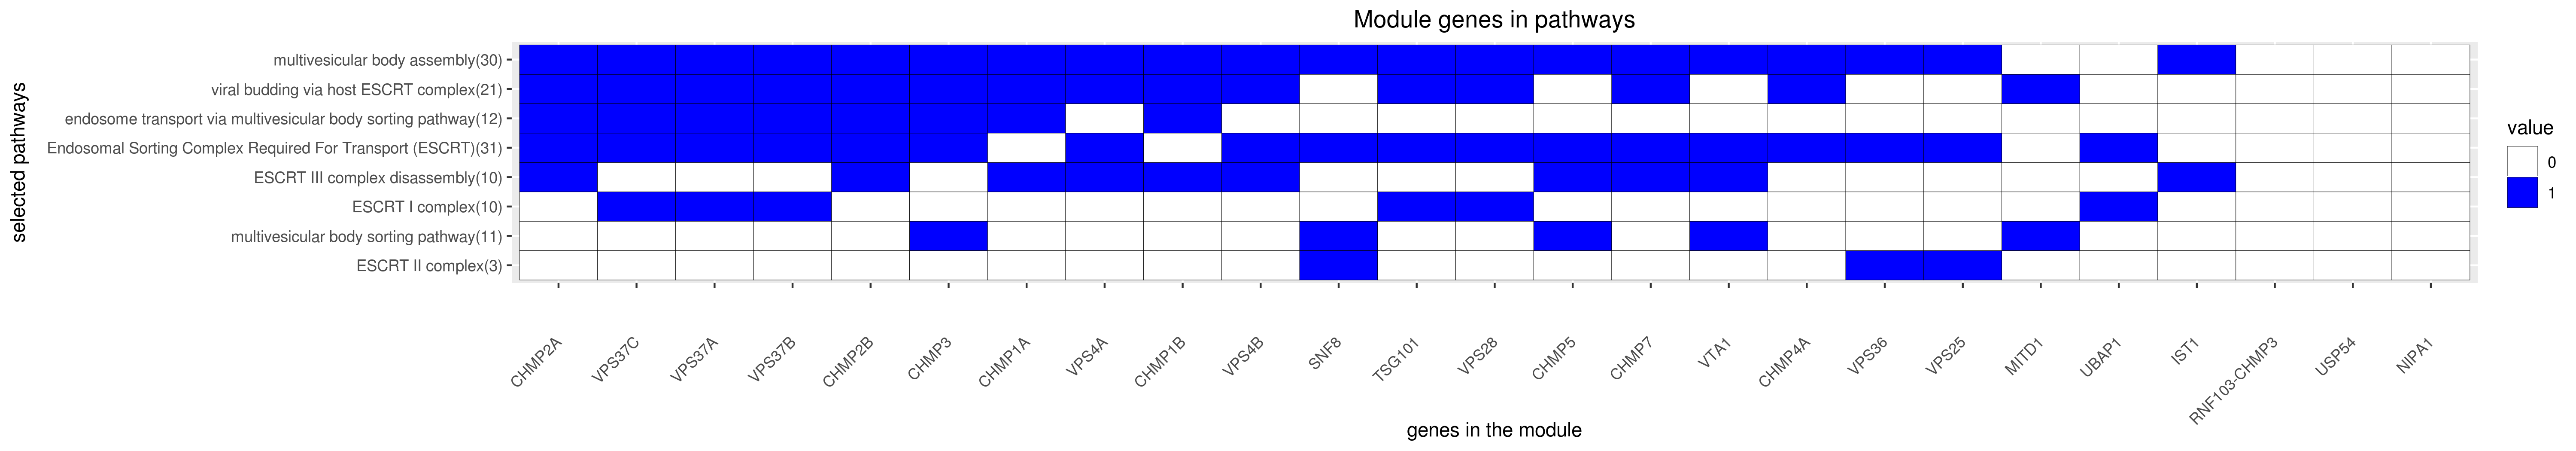 Module genes in pathways
selected pathways
multivesicular body assembly(30)
viral budding via host ESCRT complex(21)
endosome transport via multivesicular body sorting pathway(12)
Endosomal Sorting Complex Required For Transport (ESCRT)(31)
ESCRT III complex disassembly(10)
ESCRT I complex(10)
multivesicular body sorting pathway(11)
ESCRT II complex(3)
CHMP2A
VPS37C
VPS37A
VPS37B
CHMP2B
CHMP3
CHMP1A
VPS4A
CHMP1B
VPS4B
SNF8
TSG101
VPS28
CHMP5
CHMP7
VTA1
CHMP4A
VPS36
VPS25
MITD1
UBAP1
IST1
RNF103-CHMP3
USP54
NIPA1
genes in the module
value
0
1